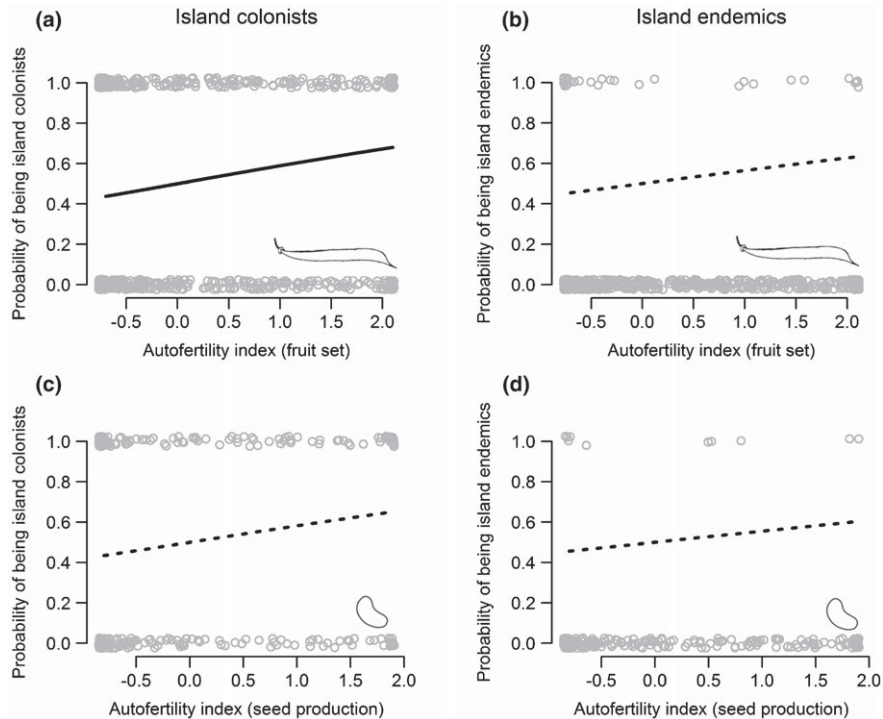 (a) Island colonists
Probability of being island colonists
1.0
0.8
0.6
0.4
0.2
0.0
-0.5 0.0 0.5 1.0 1.5 2.0
Autofertility index (fruit set)
(b) Island endemics
Probability of being island endemics
1.0
0.8
0.6
0.4
0.2
0.0
-0.5 0.0 0.5 1.0 1.5 2.0
Autofertility index (fruit set)
(c)
Probability of being island colonists
1.0
0.8
0.6
0.4
0.2
0.0
-0.5 0.0 0.5 1.0 1.5 2.0
Autofertility index (seed production)
(d)
Probability of being island endemics
1.0
0.8
0.6
0.4
0.2
0.0
-0.5 0.0 0.5 1.0 1.5 2.0
Autofertility index (seed production)